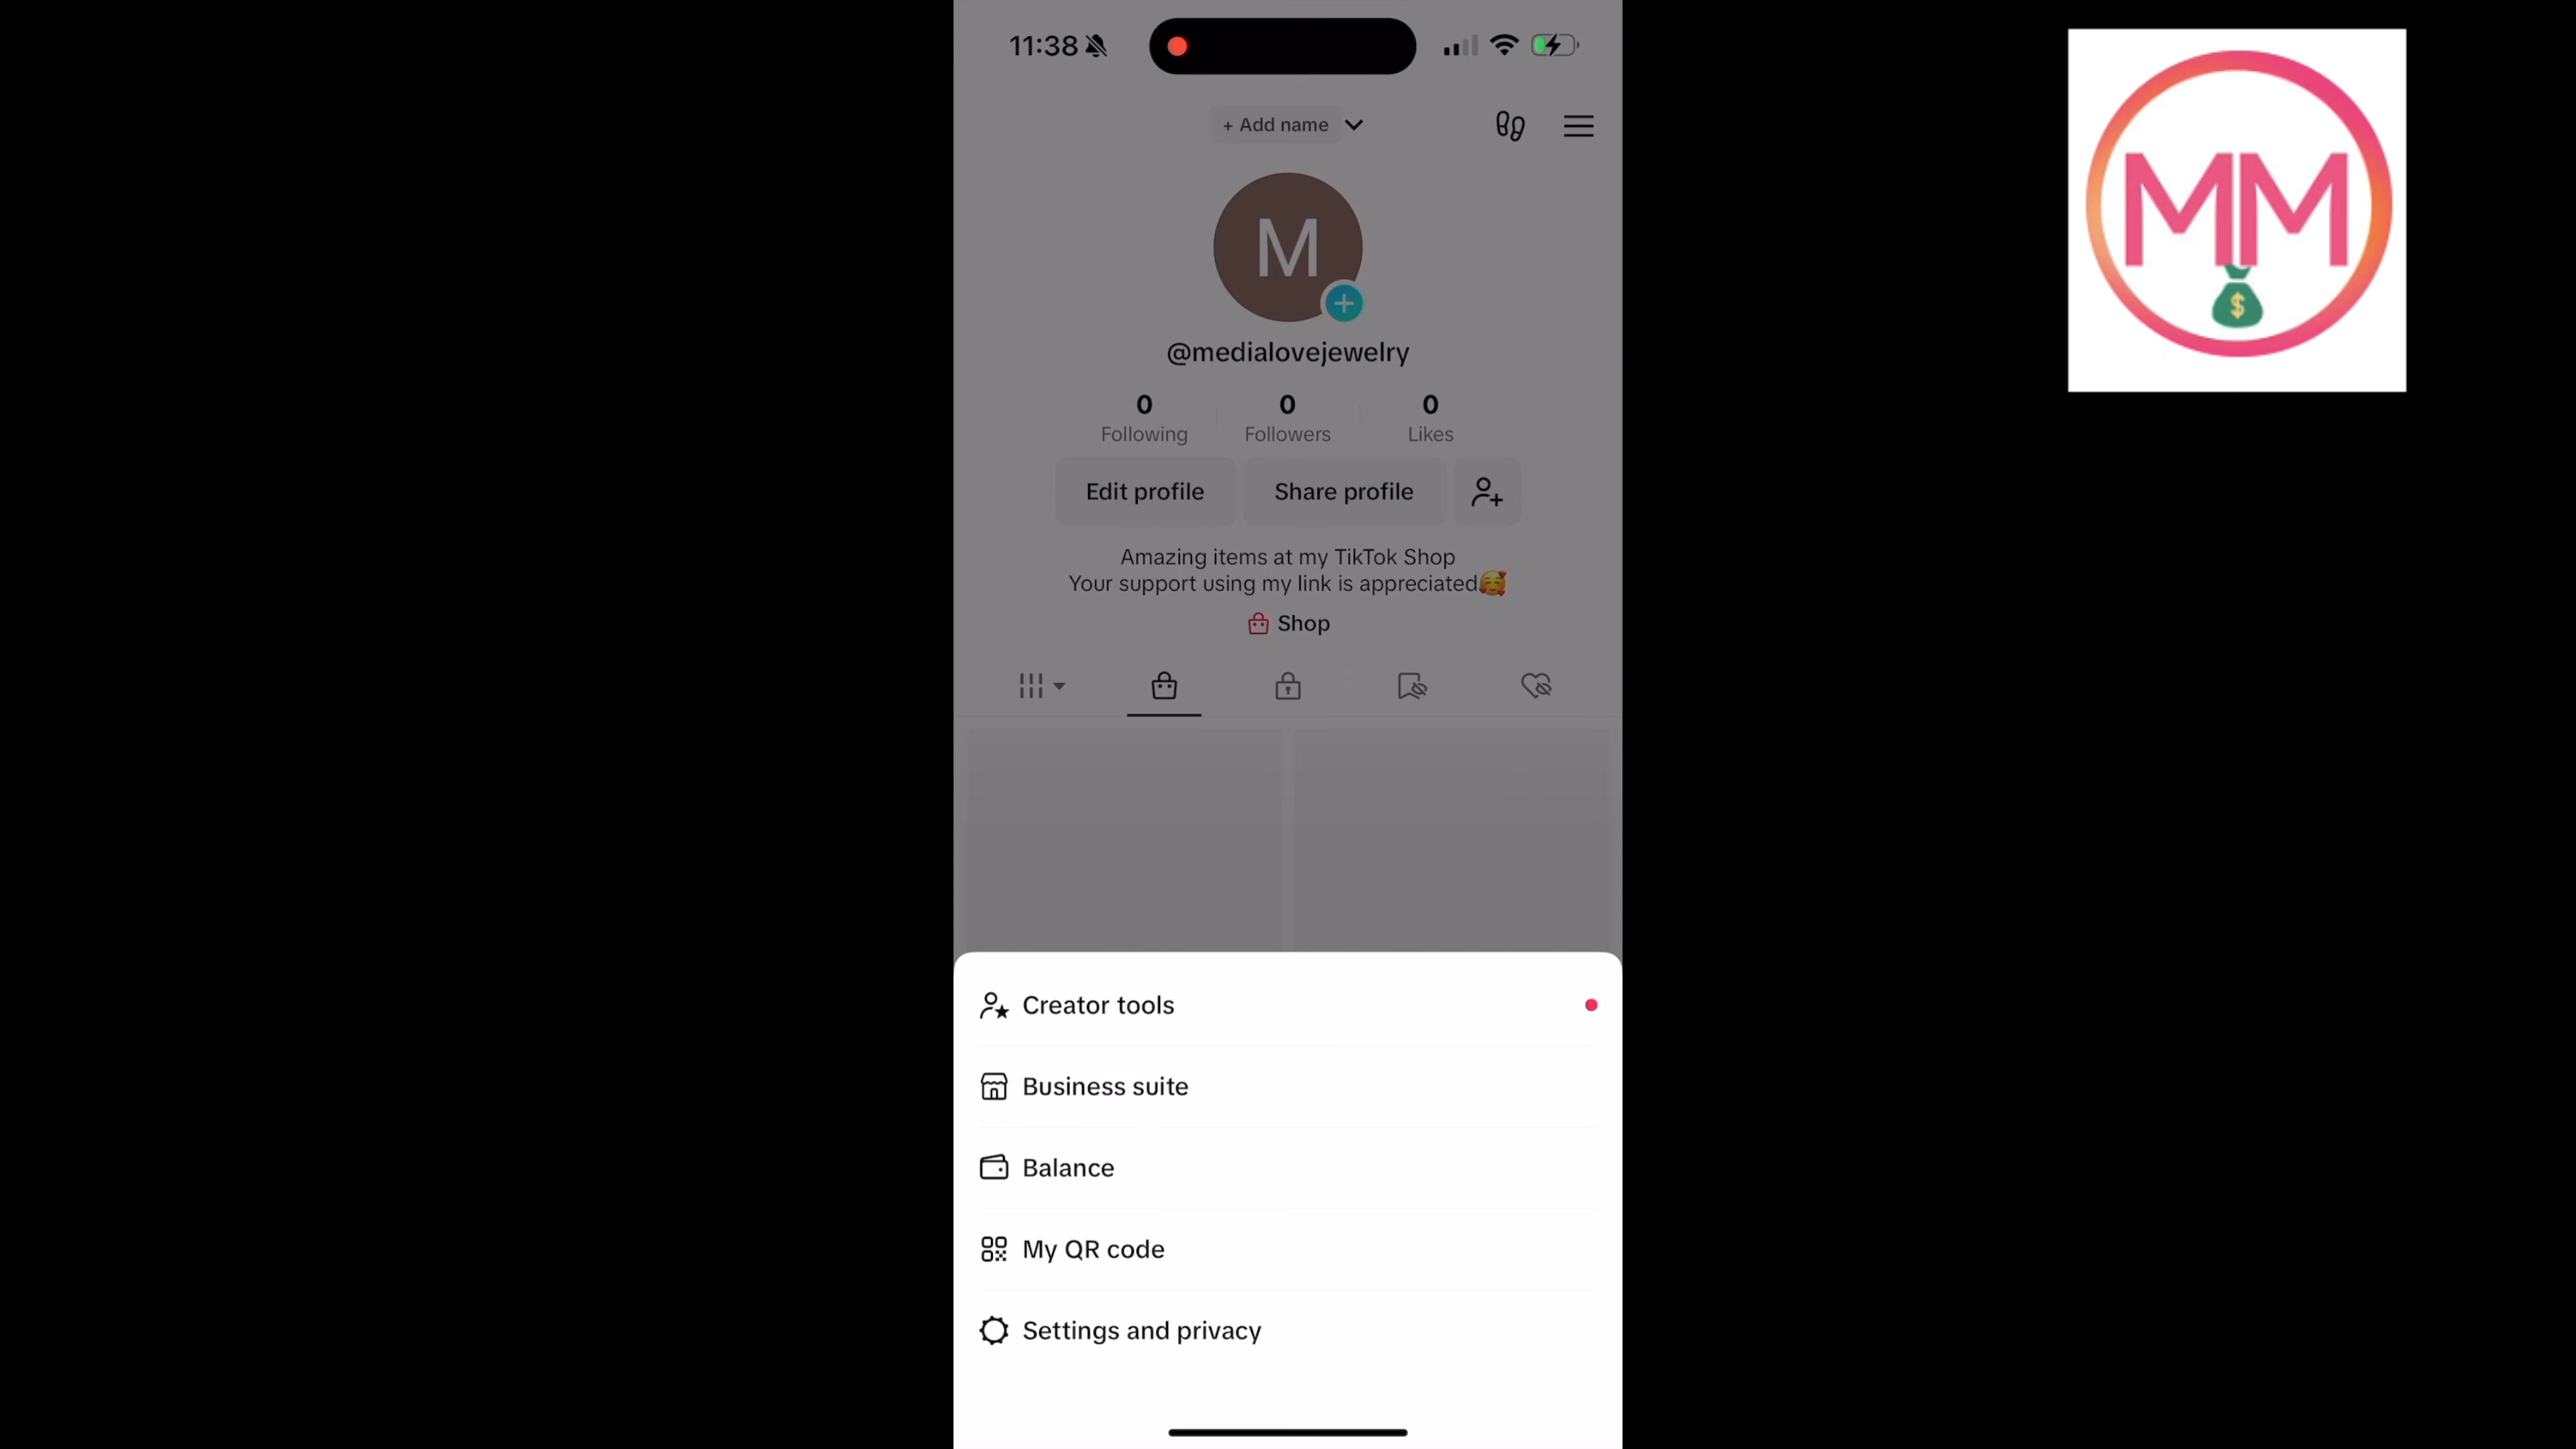 11:38
+ Add name
M
@medialovejewelry
0 0 0
Following Followers Likes
Edit profile Share profile
Amazing items at my TikTok Shop
Your support using my link is appreciated🥰
Shop
Creator tools
Business suite
Balance
My QR code
Settings and privacy
MM
$